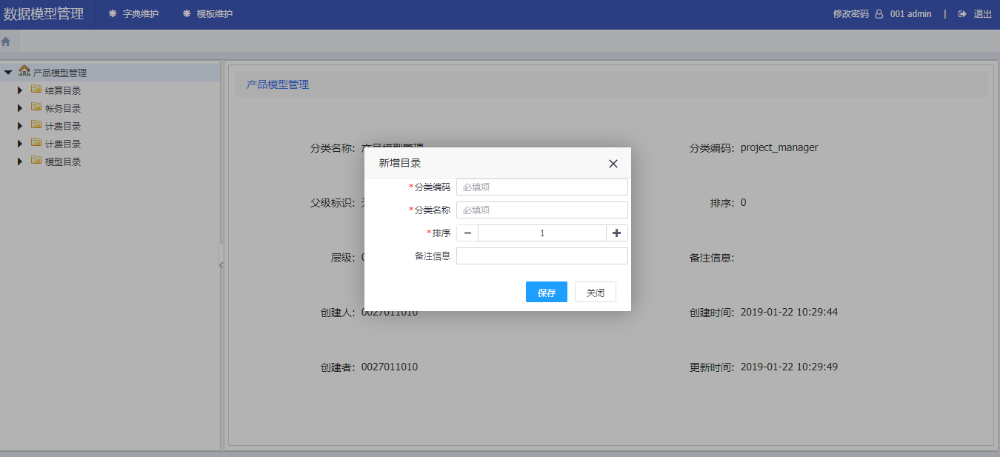 数据模型管理 字典维护 模板维护 修改密码 001 admin | 退出
产品模型管理
结算目录
帐务目录
计费目录
计费目录
模型目录
产品模型管理
分类名称: 产品模型管理 分类编码: project_manager
父级标识: 排序: 0
层级: 备注信息:
创建人: 0027011010 创建时间: 2019-01-22 10:29:44
创建者: 0027011010 更新时间: 2019-01-22 10:29:49
新增目录
*分类编码 必填项
*分类名称 必填项
*排序 1
备注信息
保存 关闭